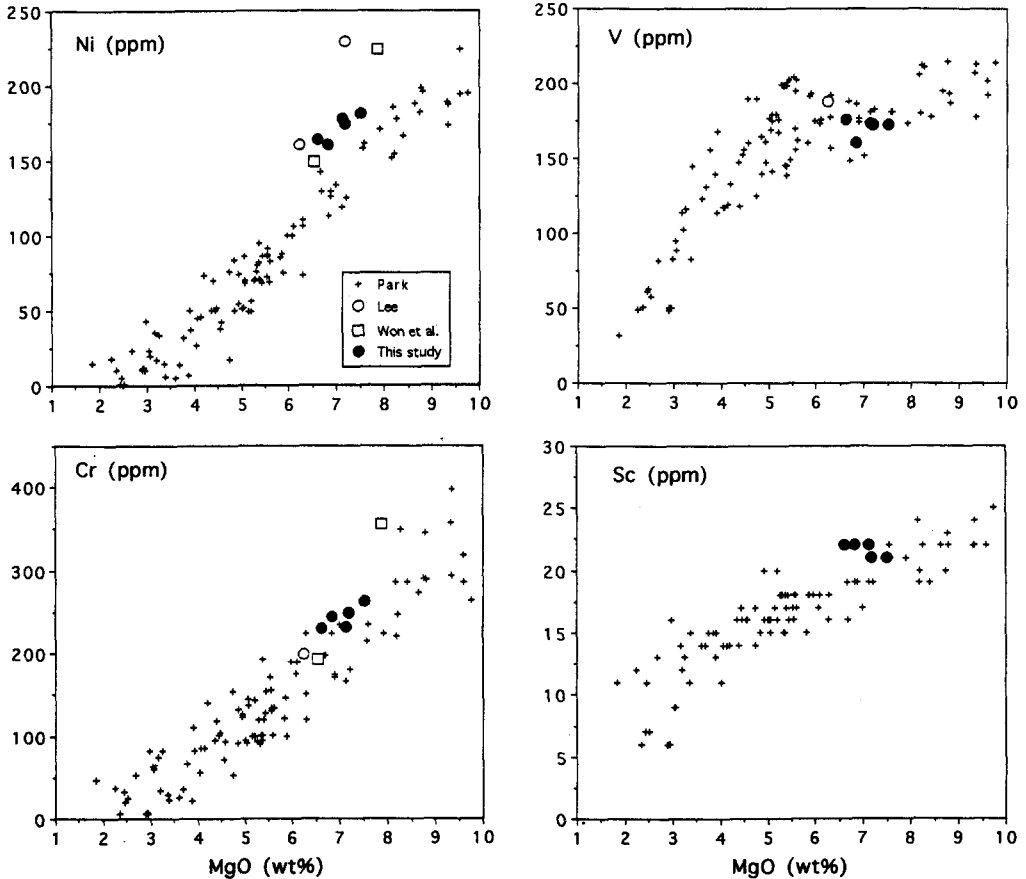 250
200
150
100
50
0
Ni (ppm)
+ Park
○ Lee
□ Won et al.
● This study
1 2 3 4 5 6 7 8 9 10
250
200
150
100
50
0
V (ppm)
1 2 3 4 5 6 7 8 9 10
400
300
200
100
0
Cr (ppm)
1 2 3 4 5 6 7 8 9 10
MgO (wt%)
30
25
20
15
10
5
0
Sc (ppm)
1 2 3 4 5 6 7 8 9 10
MgO (wt%)